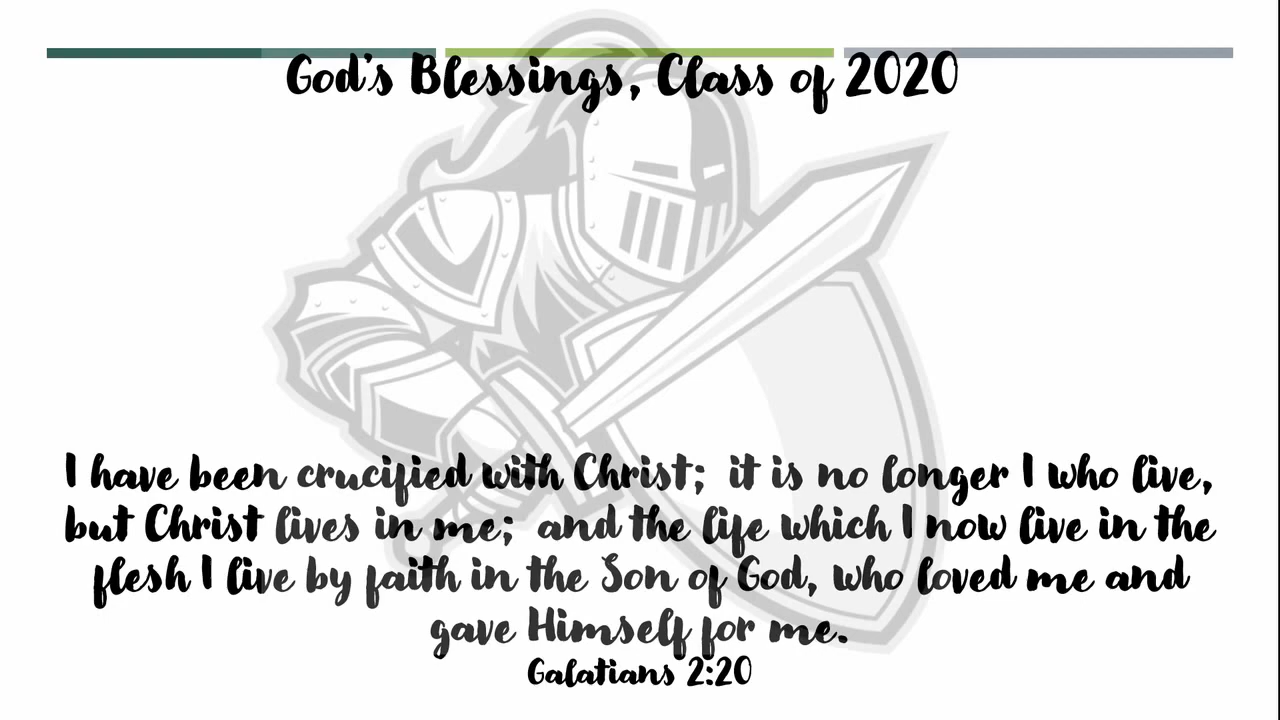 God's Blessings, Class of 2020
I have been crucified with Christ; it is no longer I who live,
but Christ lives in me; and the life which I now live in the
flesh I live by faith in the Son of God, who loved me and
gave Himself for me.
Galatians 2:20